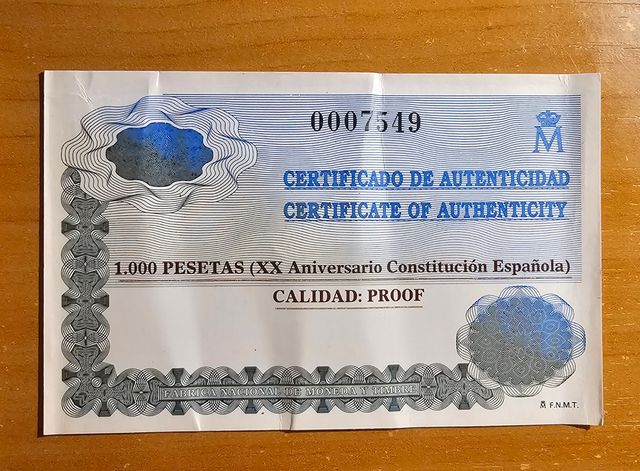 0007549
M
CERTIFICADO DE AUTENTICIDAD
CERTIFICATE OF AUTHENTICITY
1.000 PESETAS (XX Aniversario Constitución Española)
CALIDAD: PROOF
FABRICA NACIONAL DE MONEDA Y TIMBRE
M F.N.M.T.